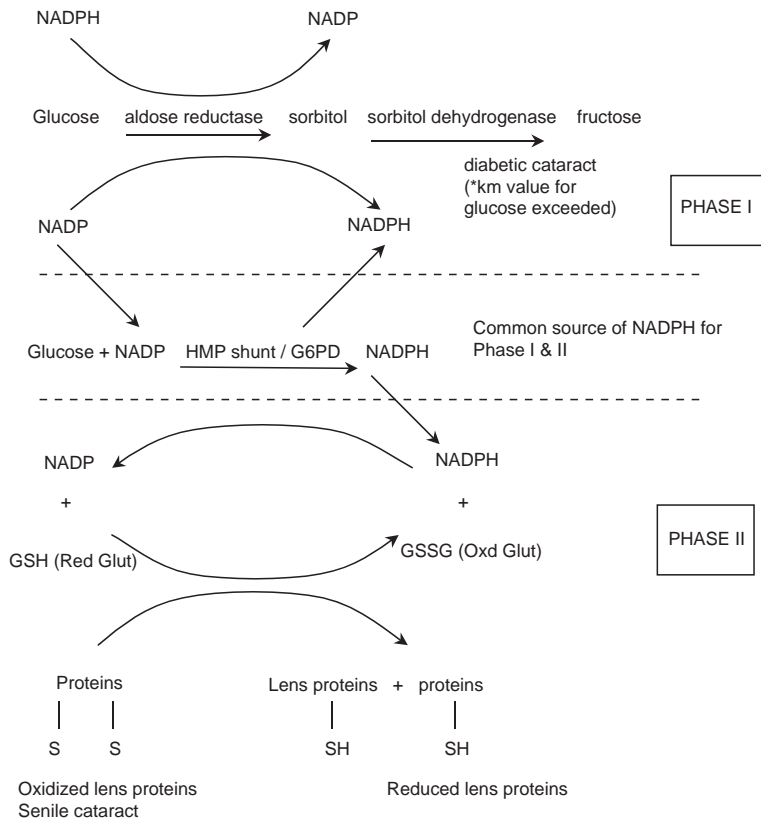 NADPH NADP
Glucose aldose reductase sorbitol sorbitol dehydrogenase fructose
diabetic cataract
(*km value for
glucose exceeded)
PHASE I
NADP NADPH
Glucose + NADP HMP shunt / G6PD NADPH
Common source of NADPH for
Phase I & II
NADP NADPH
+ +
GSH (Red Glut) GSSG (Oxd Glut)
PHASE II
Proteins Lens proteins + proteins
S S SH SH
Oxidized lens proteins Reduced lens proteins
Senile cataract